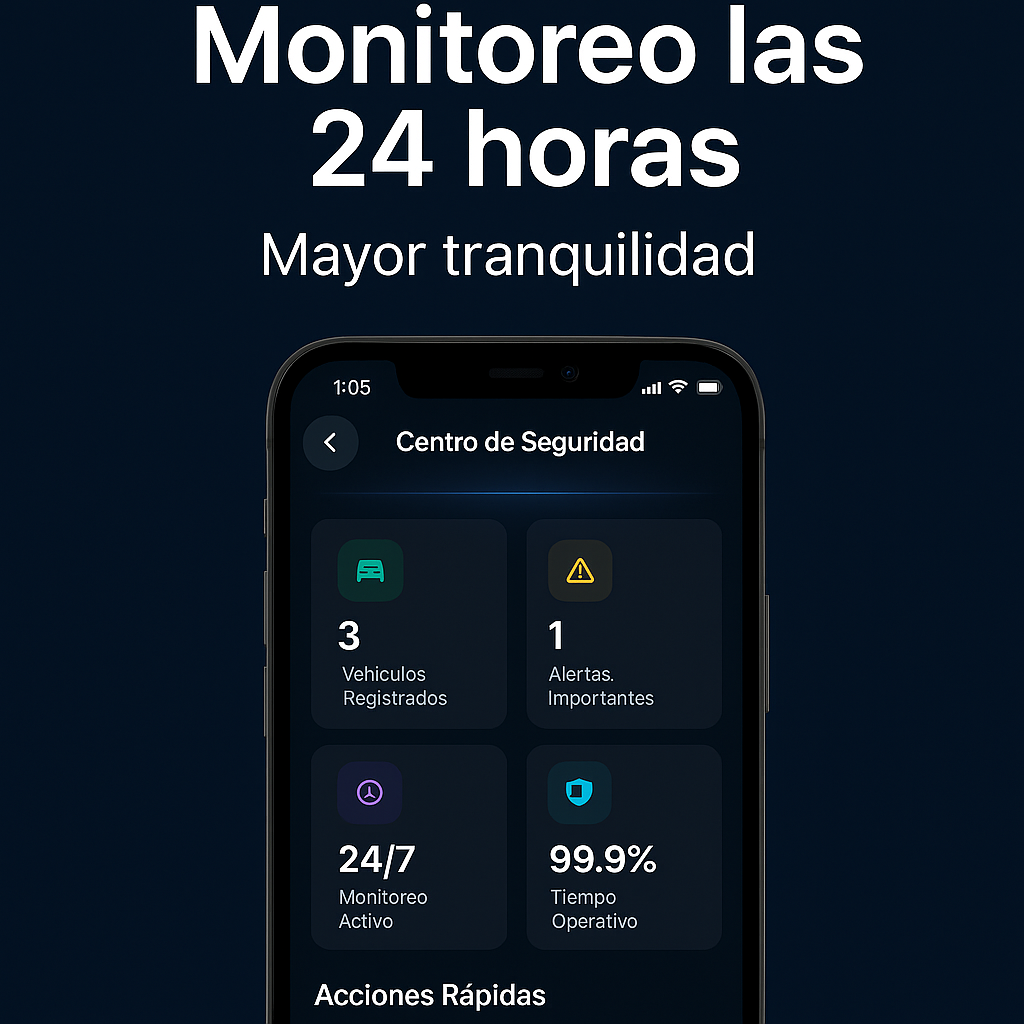 Monitoreo las
24 horas
Mayor tranquilidad
1:05
Centro de Seguridad
3
Vehiculos
Registrados
1
Alertas.
Importantes
24/7
Monitoreo
Activo
99.9%
Tiempo
Operativo
Acciones Rápidas